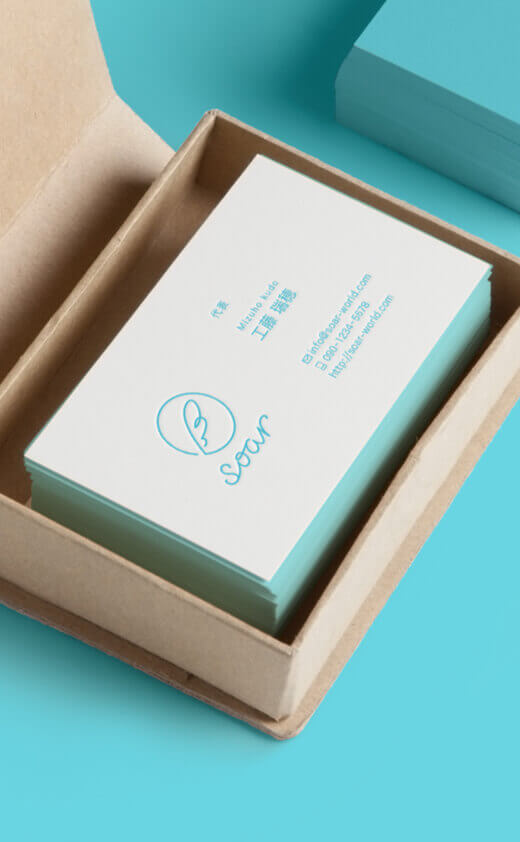 代表
Mizuho kudo
工藤 瑞穂
info@soar-world.com
090-1234-5678
http://soar-world.com
soar